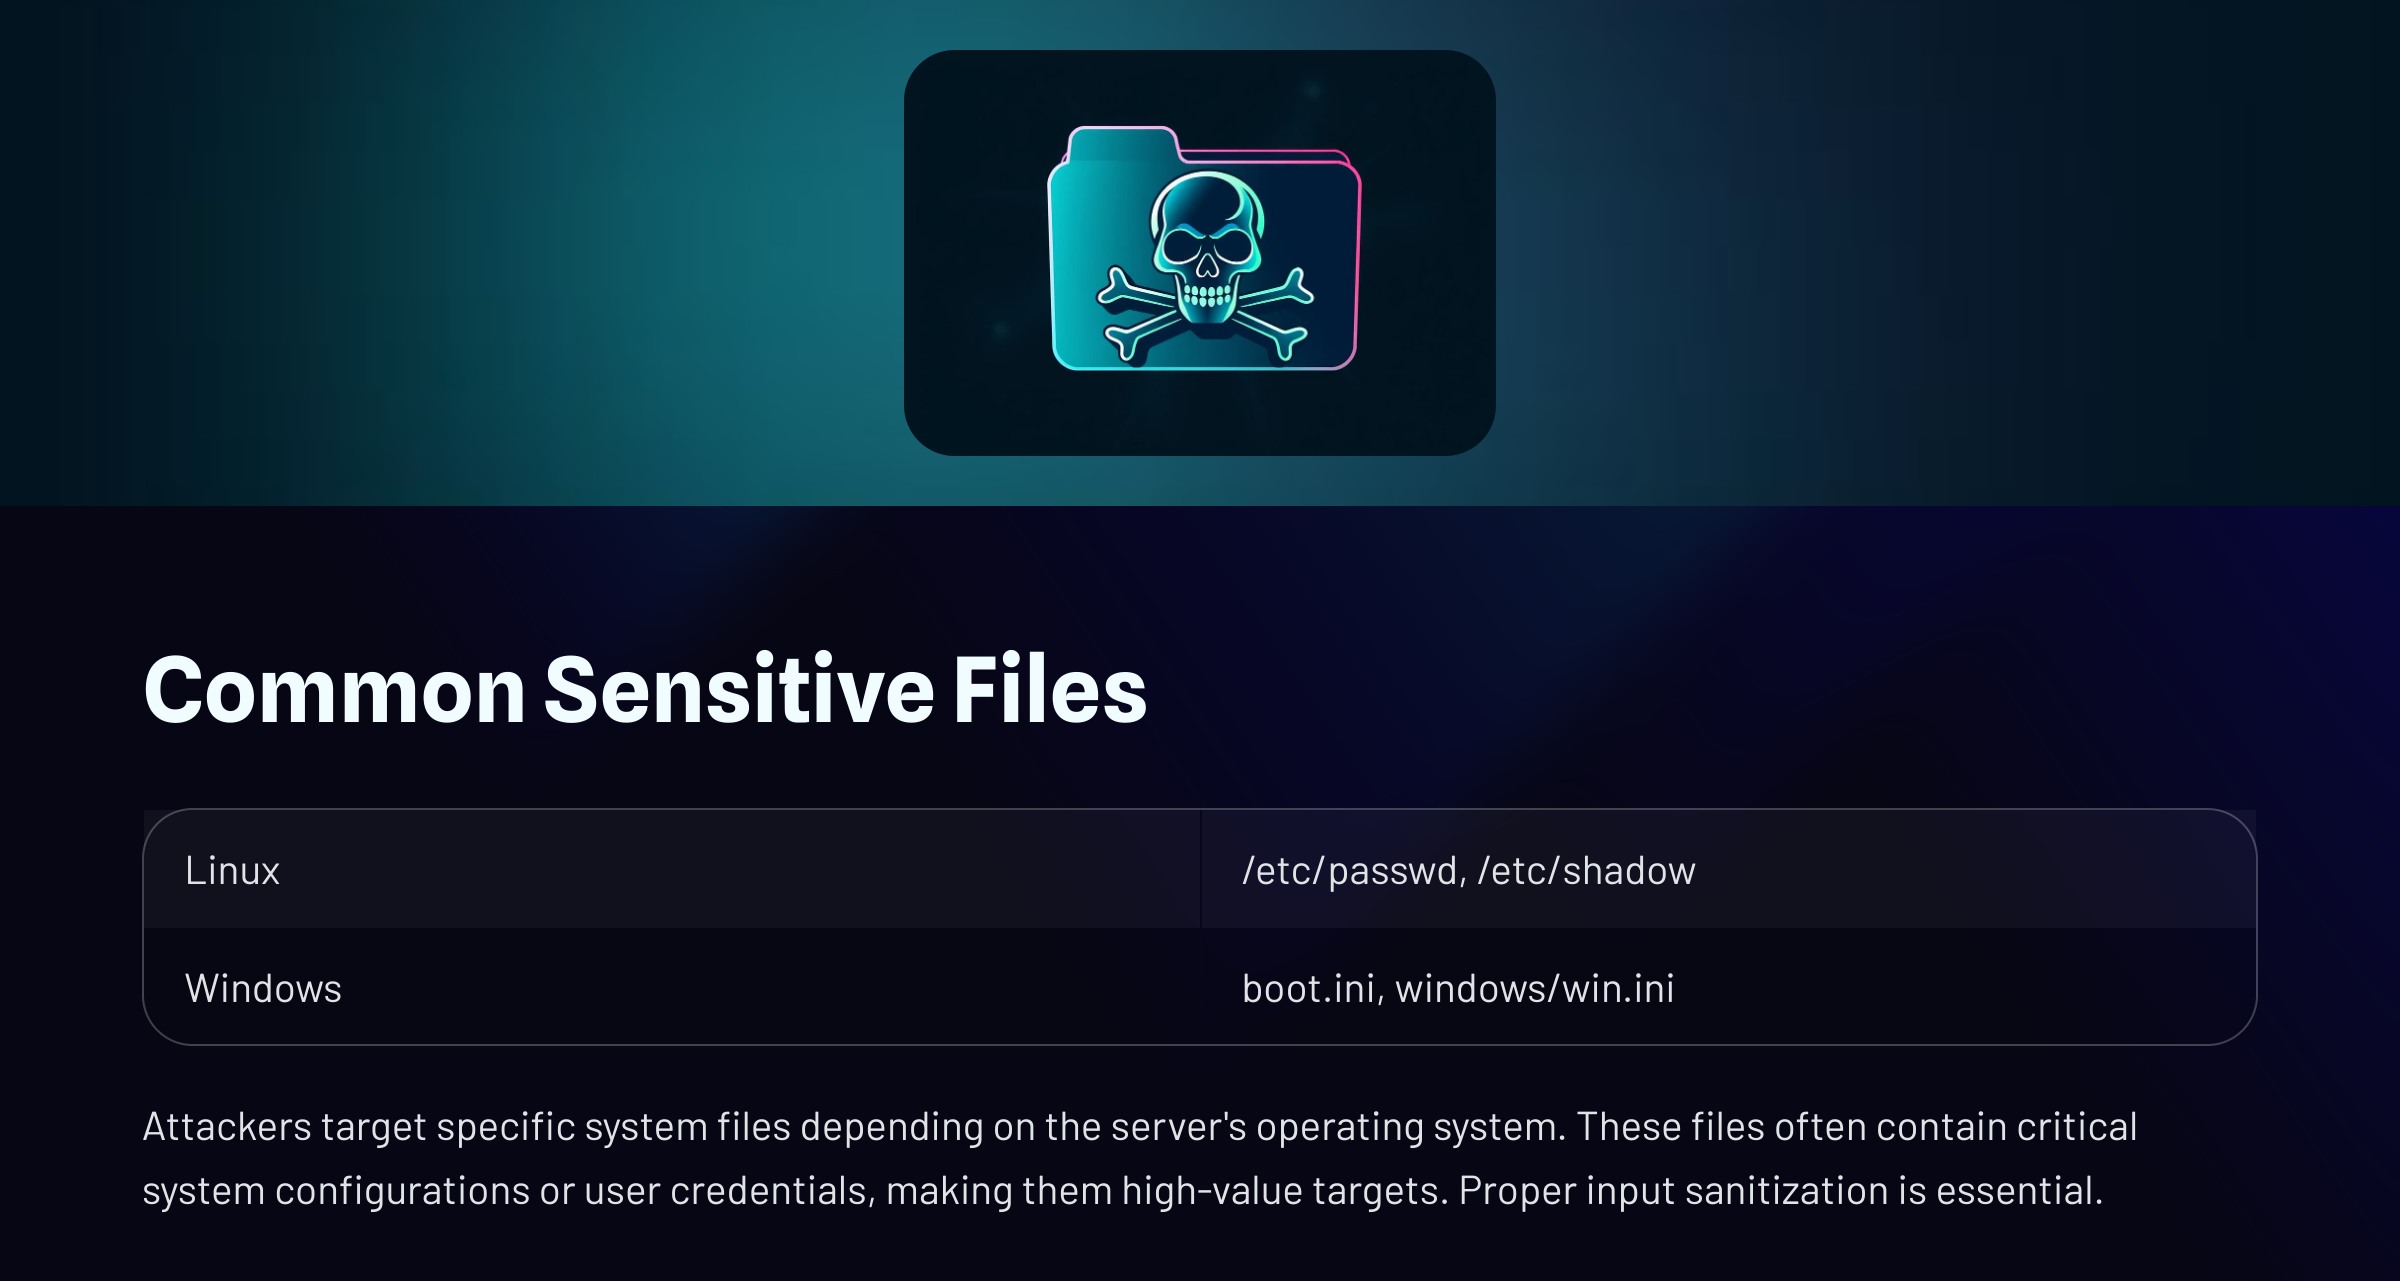 Common Sensitive Files
Linux
/etc/passwd, /etc/shadow
Windows
boot.ini, windows/win.ini
Attackers target specific system files depending on the server's operating system. These files often contain critical
system configurations or user credentials, making them high-value targets. Proper input sanitization is essential.